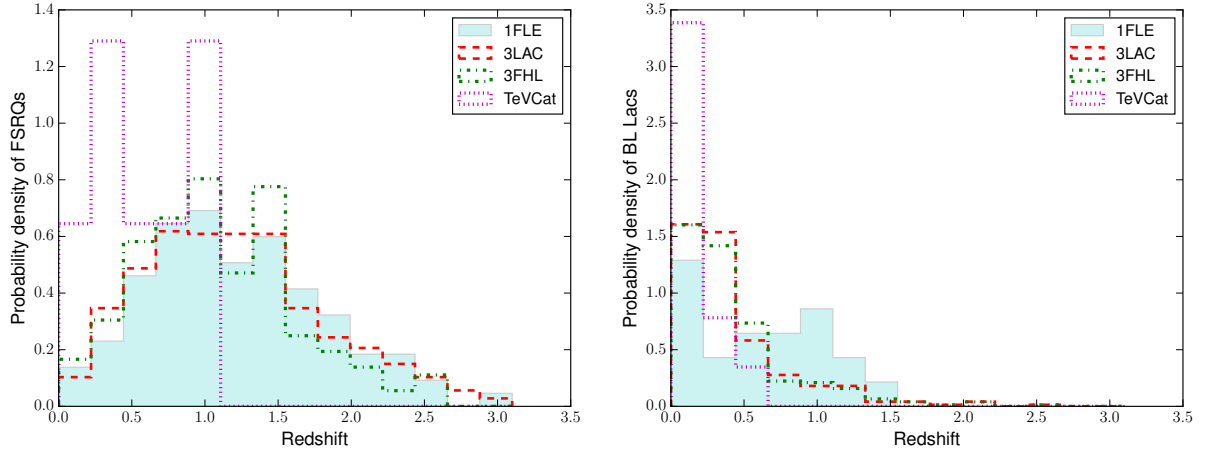 Probability density of FSRQs
1.4
1.2
1.0
0.8
0.6
0.4
0.2
0.0
0.0 0.5 1.0 1.5 2.0 2.5 3.0 3.5
Redshift
1FLE
3LAC
3FHL
TeVCat
Probability density of BL Lacs
3.5
3.0
2.5
2.0
1.5
1.0
0.5
0.0
0.0 0.5 1.0 1.5 2.0 2.5 3.0 3.5
Redshift
1FLE
3LAC
3FHL
TeVCat